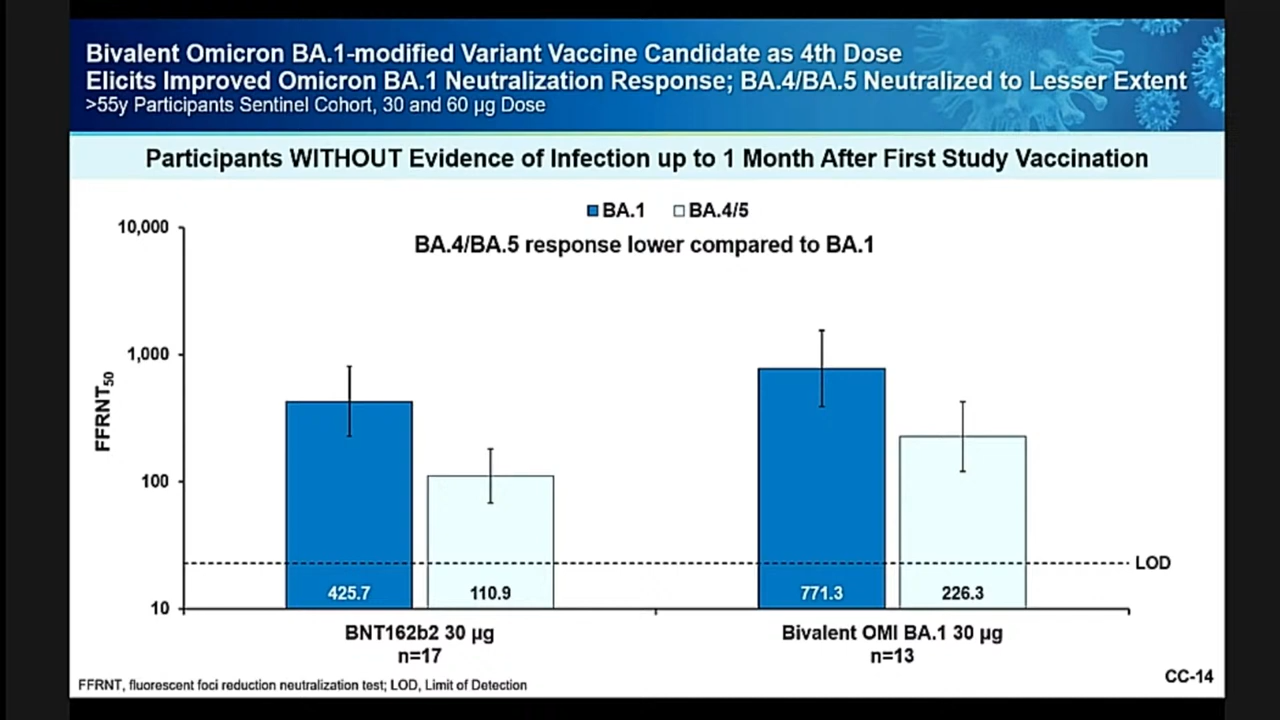 Bivalent Omicron BA.1-modified Variant Vaccine Candidate as 4th Dose
Elicits Improved Omicron BA.1 Neutralization Response; BA.4/BA.5 Neutralized to Lesser Extent
>55y Participants Sentinel Cohort, 30 and 60 µg Dose
Participants WITHOUT Evidence of Infection up to 1 Month After First Study Vaccination
BA.1 BA.4/5
BA.4/BA.5 response lower compared to BA.1
10,000
1,000
100
10
FFRNT50
LOD
425.7 110.9 771.3 226.3
BNT162b2 30 µg Bivalent OMI BA.1 30 µg
n=17 n=13
FFRNT, fluorescent foci reduction neutralization test; LOD, Limit of Detection
CC-14